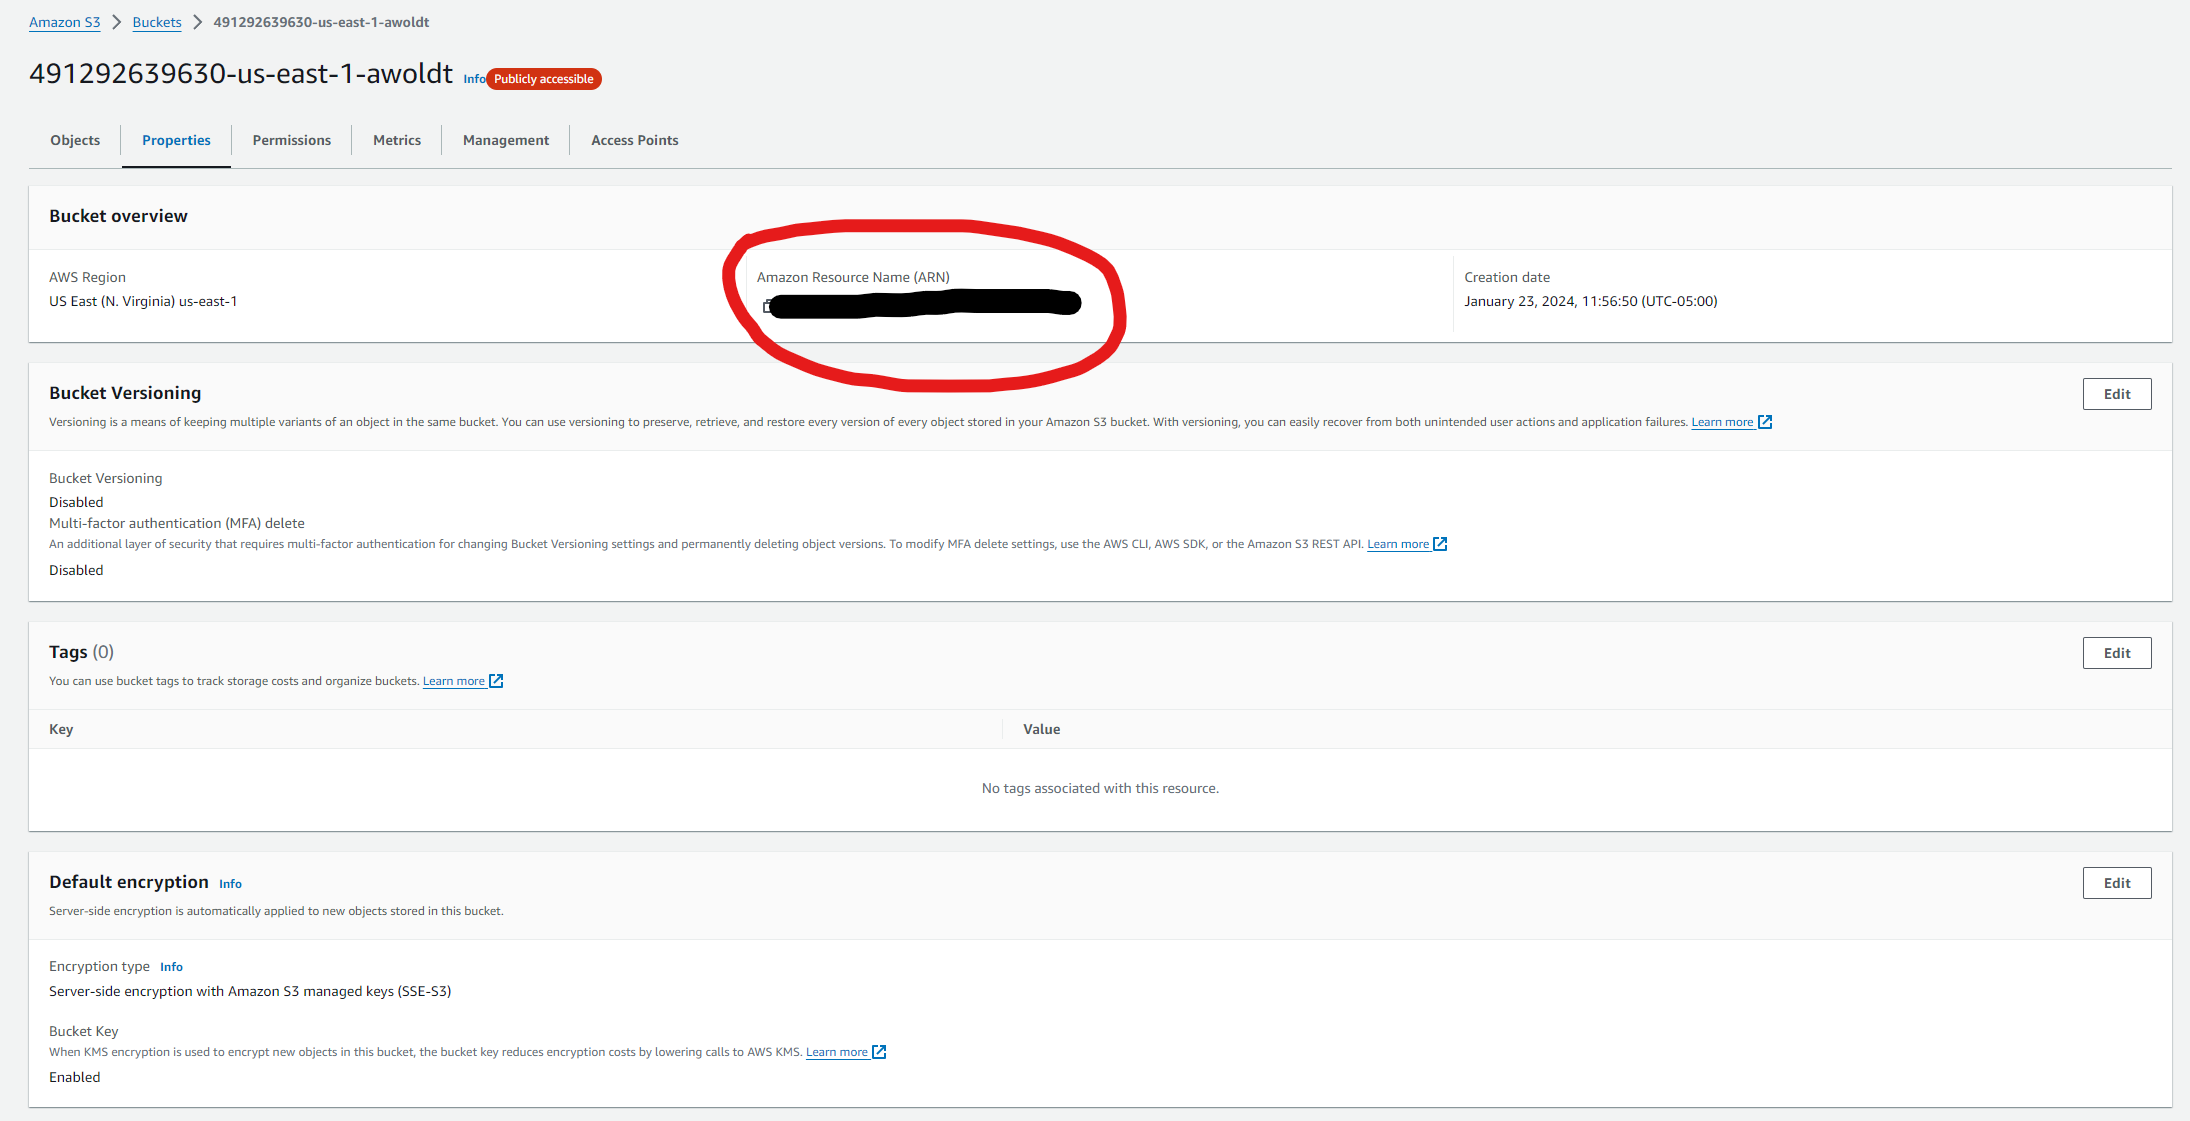 Amazon S3 > Buckets > 491292639630-us-east-1-awoldt
491292639630-us-east-1-awoldt Info Publicly accessible
Objects Properties Permissions Metrics Management Access Points
Bucket overview
AWS Region
US East (N. Virginia) us-east-1
Amazon Resource Name (ARN)
Creation date
January 23, 2024, 11:56:50 (UTC-05:00)
Bucket Versioning
Edit
Versioning is a means of keeping multiple variants of an object in the same bucket. You can use versioning to preserve, retrieve, and restore every version of every object stored in your Amazon S3 bucket. With versioning, you can easily recover from both unintended user actions and application failures. Learn more
Bucket Versioning
Disabled
Multi-factor authentication (MFA) delete
An additional layer of security that requires multi-factor authentication for changing Bucket Versioning settings and permanently deleting object versions. To modify MFA delete settings, use the AWS CLI, AWS SDK, or the Amazon S3 REST API. Learn more
Disabled
Tags (0)
Edit
You can use bucket tags to track storage costs and organize buckets. Learn more
Key Value
No tags associated with this resource.
Default encryption Info
Edit
Server-side encryption is automatically applied to new objects stored in this bucket.
Encryption type Info
Server-side encryption with Amazon S3 managed keys (SSE-S3)
Bucket Key
When KMS encryption is used to encrypt new objects in this bucket, the bucket key reduces encryption costs by lowering calls to AWS KMS. Learn more
Enabled